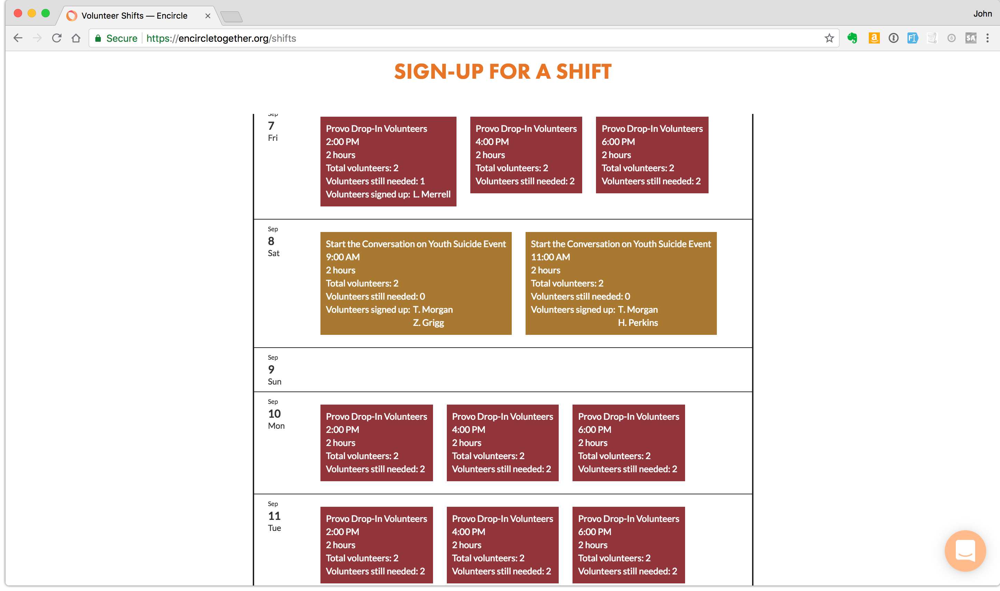 Volunteer Shifts — Encircle
John
Secure
https://encircletogether.org/shifts
SIGN-UP FOR A SHIFT
Sep
7
Fri
Provo Drop-In Volunteers
2:00 PM
2 hours
Total volunteers: 2
Volunteers still needed: 1
Volunteers signed up: L. Merrell
Provo Drop-In Volunteers
4:00 PM
2 hours
Total volunteers: 2
Volunteers still needed: 2
Provo Drop-In Volunteers
6:00 PM
2 hours
Total volunteers: 2
Volunteers still needed: 2
Sep
8
Sat
Start the Conversation on Youth Suicide Event
9:00 AM
2 hours
Total volunteers: 2
Volunteers still needed: 0
Volunteers signed up: T. Morgan
Z. Grigg
Start the Conversation on Youth Suicide Event
11:00 AM
2 hours
Total volunteers: 2
Volunteers still needed: 0
Volunteers signed up: T. Morgan
H. Perkins
Sep
9
Sun
Sep
10
Mon
Provo Drop-In Volunteers
2:00 PM
2 hours
Total volunteers: 2
Volunteers still needed: 2
Provo Drop-In Volunteers
4:00 PM
2 hours
Total volunteers: 2
Volunteers still needed: 2
Provo Drop-In Volunteers
6:00 PM
2 hours
Total volunteers: 2
Volunteers still needed: 2
Sep
11
Tue
Provo Drop-In Volunteers
2:00 PM
2 hours
Total volunteers: 2
Volunteers still needed: 2
Provo Drop-In Volunteers
4:00 PM
2 hours
Total volunteers: 2
Volunteers still needed: 2
Provo Drop-In Volunteers
6:00 PM
2 hours
Total volunteers: 2
Volunteers still needed: 2